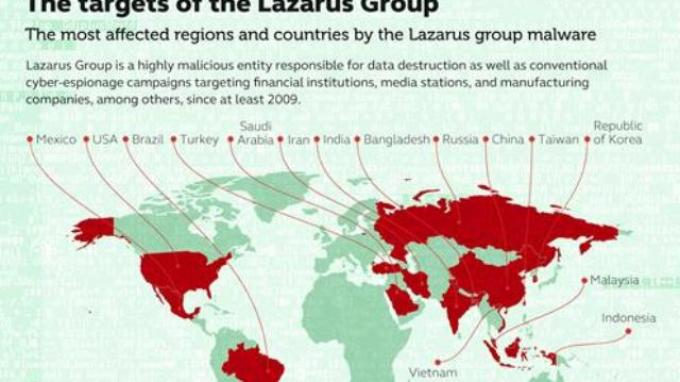 The targets of the Lazarus Group
The most affected regions and countries by the Lazarus group malware
Lazarus Group is a highly malicious entity responsible for data destruction as well as conventional
cyber-espionage campaigns targeting financial institutions, media stations, and manufacturing
companies, among others, since at least 2009.
Mexico
USA
Brazil
Turkey
Saudi
Arabia
Iran
India
Bangladesh
Russia
China
Taiwan
Republic
of Korea
Malaysia
Indonesia
Vietnam